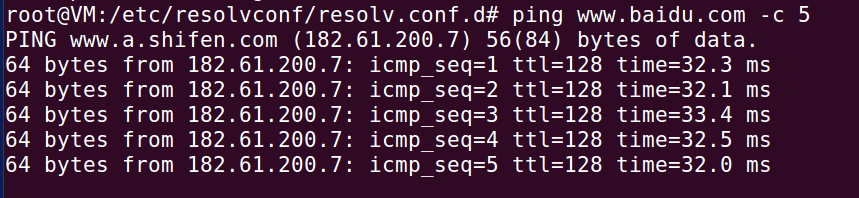 root@VM:/etc/resolvconf/resolv.conf.d# ping www.baidu.com -c 5
PING www.a.shifen.com (182.61.200.7) 56(84) bytes of data.
64 bytes from 182.61.200.7: icmp_seq=1 ttl=128 time=32.3 ms
64 bytes from 182.61.200.7: icmp_seq=2 ttl=128 time=32.1 ms
64 bytes from 182.61.200.7: icmp_seq=3 ttl=128 time=33.4 ms
64 bytes from 182.61.200.7: icmp_seq=4 ttl=128 time=32.5 ms
64 bytes from 182.61.200.7: icmp_seq=5 ttl=128 time=32.0 ms